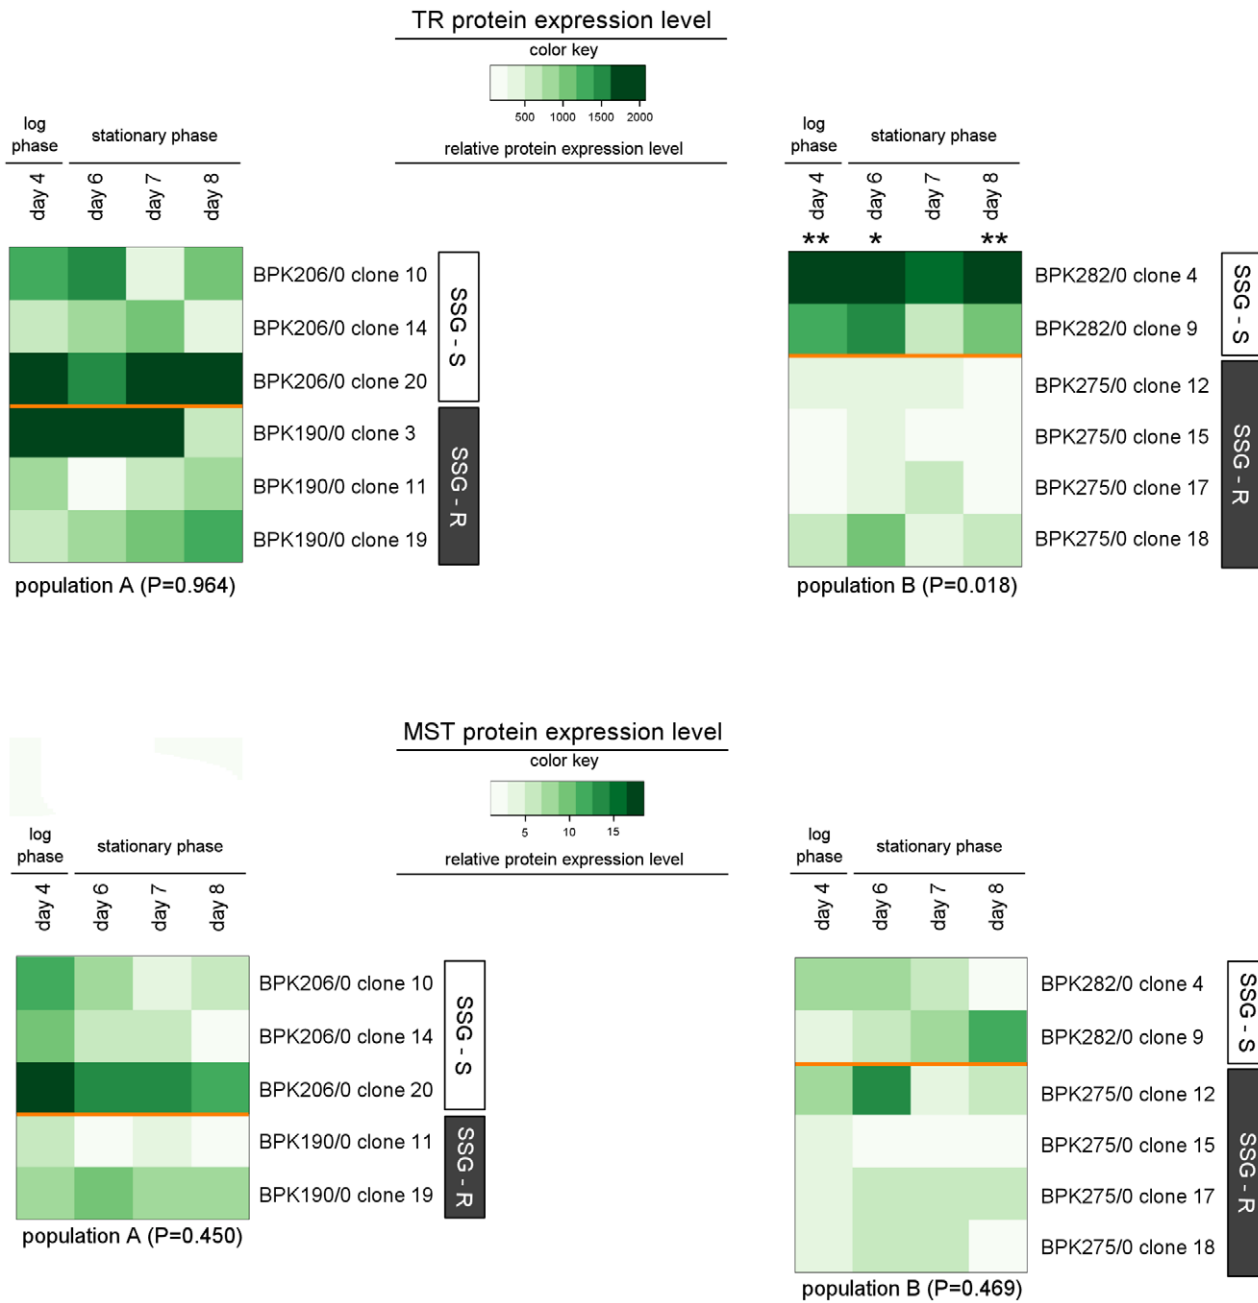 TR protein expression level
color key
500 1000 1500 2000
relative protein expression level
log phase
stationary phase
day 4
day 6
day 7
day 8
BPK206/0 clone 10
BPK206/0 clone 14
BPK206/0 clone 20
BPK190/0 clone 3
BPK190/0 clone 11
BPK190/0 clone 19
SSG - S
SSG - R
population A (P=0.964)
log phase
stationary phase
day 4
day 6
day 7
day 8
** * **
BPK282/0 clone 4
BPK282/0 clone 9
BPK275/0 clone 12
BPK275/0 clone 15
BPK275/0 clone 17
BPK275/0 clone 18
SSG - S
SSG - R
population B (P=0.018)
MST protein expression level
color key
5 10 15
relative protein expression level
log phase
stationary phase
day 4
day 6
day 7
day 8
BPK206/0 clone 10
BPK206/0 clone 14
BPK206/0 clone 20
BPK190/0 clone 11
BPK190/0 clone 19
SSG - S
SSG - R
population A (P=0.450)
log phase
stationary phase
day 4
day 6
day 7
day 8
BPK282/0 clone 4
BPK282/0 clone 9
BPK275/0 clone 12
BPK275/0 clone 15
BPK275/0 clone 17
BPK275/0 clone 18
SSG - S
SSG - R
population B (P=0.469)